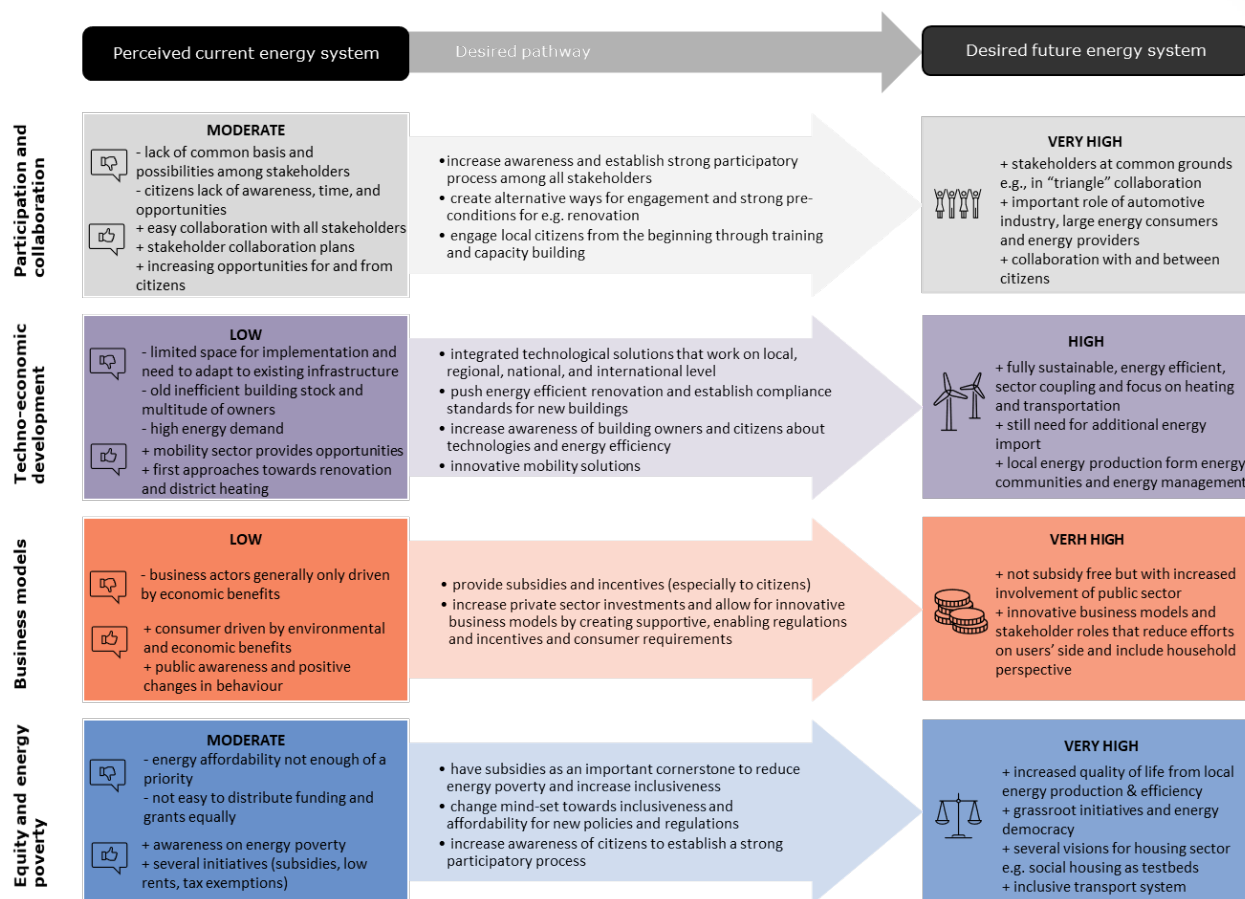 Perceived current energy system
Desired pathway
Desired future energy system
Participation and
collaboration
MODERATE
- lack of common basis and
possibilities among stakeholders
- citizens lack of awareness, time, and
opportunities
+ easy collaboration with all stakeholders
+ stakeholder collaboration plans
+ increasing opportunities for and from
citizens
•increase awareness and establish strong participatory
process among all stakeholders
• create alternative ways for engagement and strong pre-
conditions for e.g. renovation
• engage local citizens from the beginning through training
and capacity building
VERY HIGH
+ stakeholders at common grounds
e.g., in “triangle” collaboration
+ important role of automotive
industry, large energy consumers
and energy providers
+ collaboration with and between
citizens
Techno-economic
development
LOW
- limited space for implementation and
need to adapt to existing infrastructure
- old inefficient building stock and
multitude of owners
- high energy demand
+ mobility sector provides opportunities
+ first approaches towards renovation
and district heating
• integrated technological solutions that work on local,
regional, national, and international level
• push energy efficient renovation and establish compliance
standards for new buildings
• increase awareness of building owners and citizens about
technologies and energy efficiency
• innovative mobility solutions
HIGH
+ fully sustainable, energy efficient,
sector coupling and focus on heating
and transportation
+ still need for additional energy
import
+ local energy production form energy
communities and energy management
Business models
LOW
- business actors generally only driven
by economic benefits
+ consumer driven by environmental
and economic benefits
+ public awareness and positive
changes in behaviour
• provide subsidies and incentives (especially to citizens)
• increase private sector investments and allow for innovative
business models by creating supportive, enabling regulations
and incentives and consumer requirements
VERH HIGH
+ not subsidy free but with increased
involvement of public sector
+ innovative business models and
stakeholder roles that reduce efforts
on users’ side and include household
perspective
Equity and energy
poverty
MODERATE
- energy affordability not enough of a
priority
- not easy to distribute funding and
grants equally
+ awareness on energy poverty
+ several initiatives (subsidies, low
rents, tax exemptions)
• have subsidies as an important cornerstone to reduce
energy poverty and increase inclusiveness
• change mind-set towards inclusiveness and
affordability for new policies and regulations
• increase awareness of citizens to establish a strong
participatory process
VERY HIGH
+ increased quality of life from local
energy production & efficiency
+ grassroot initiatives and energy
democracy
+ several visions for housing sector
e.g. social housing as testbeds
+ inclusive transport system